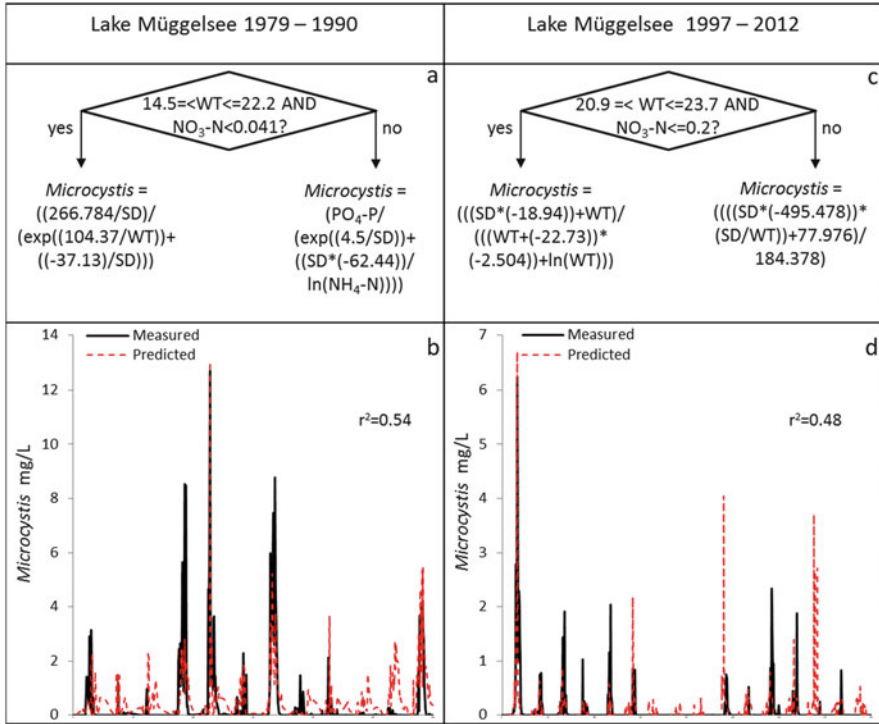 Lake Müggelsee 1979 – 1990
Lake Müggelsee 1997 – 2012
a
14.5=<WT<=22.2 AND
NO₃-N<0.041?
yes
no
Microcystis =
((266.784/SD)/
(exp((104.37/WT))+
((-37.13)/SD)))
Microcystis =
(PO₄-P/
(exp((4.5/SD))+
((SD*(-62.44))/
ln(NH₄-N))))
c
20.9 =< WT<=23.7 AND
NO₃-N<=0.2?
yes
no
Microcystis =
(((SD*(-18.94))+WT)/
(((WT+(-22.73))*
(-2.504))+ln(WT)))
Microcystis =
((((SD*(-495.478))*
(SD/WT))+77.976)/
184.378)
b
Measured
Predicted
r²=0.54
Microcystis mg/L
14
12
10
8
6
4
2
0
d
Measured
Predicted
r²=0.48
Microcystis mg/L
7
6
5
4
3
2
1
0